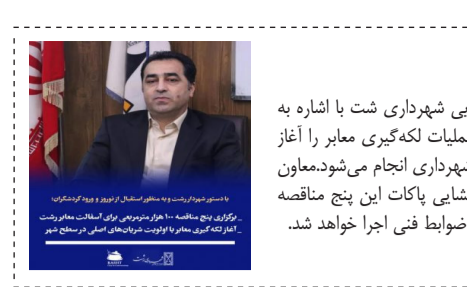 یی شهرداری شت با اشاره به
عملیات لکه‌گیری معابر را آغاز
شهرداری انجام می‌شود.معاون
شایی پاکات این پنج مناقصه
ضوابط فنی اجرا خواهد شد.
با دستور شهردار رشت و به منظور استقبال از نوروز و ورود گردشگران؛
_ برگزاری پنج مناقصه ۱۰۰ هزار مترمربعی برای آسفالت معابر رشت
_ آغاز لکه گیری معابر با اولویت شریان‌های اصلی در سطح شهر
RASHT